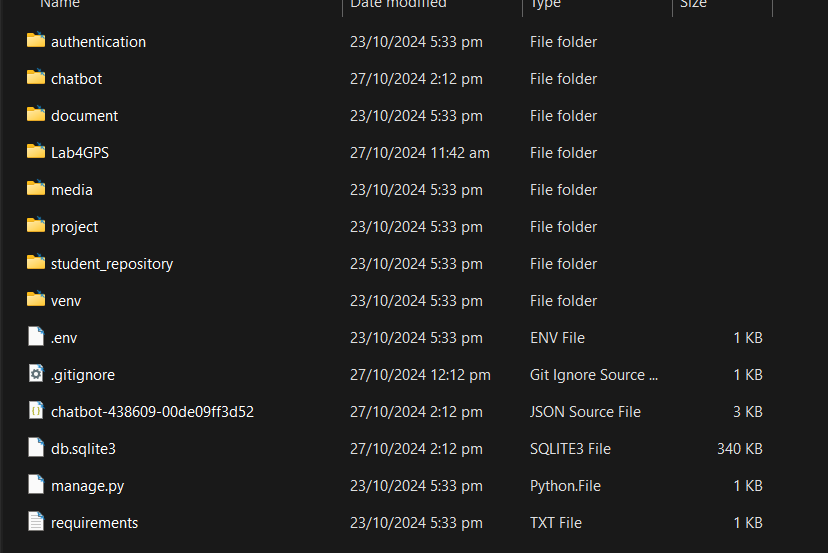 Name Date modified Type Size
authentication 23/10/2024 5:33 pm File folder
chatbot 27/10/2024 2:12 pm File folder
document 23/10/2024 5:33 pm File folder
Lab4GPS 27/10/2024 11:42 am File folder
media 23/10/2024 5:33 pm File folder
project 23/10/2024 5:33 pm File folder
student_repository 23/10/2024 5:33 pm File folder
venv 23/10/2024 5:33 pm File folder
.env 23/10/2024 5:33 pm ENV File 1 KB
.gitignore 27/10/2024 12:12 pm Git Ignore Source ... 1 KB
chatbot-438609-00de09ff3d52 27/10/2024 2:12 pm JSON Source File 3 KB
db.sqlite3 27/10/2024 2:12 pm SQLITE3 File 340 KB
manage.py 23/10/2024 5:33 pm Python.File 1 KB
requirements 23/10/2024 5:33 pm TXT File 1 KB